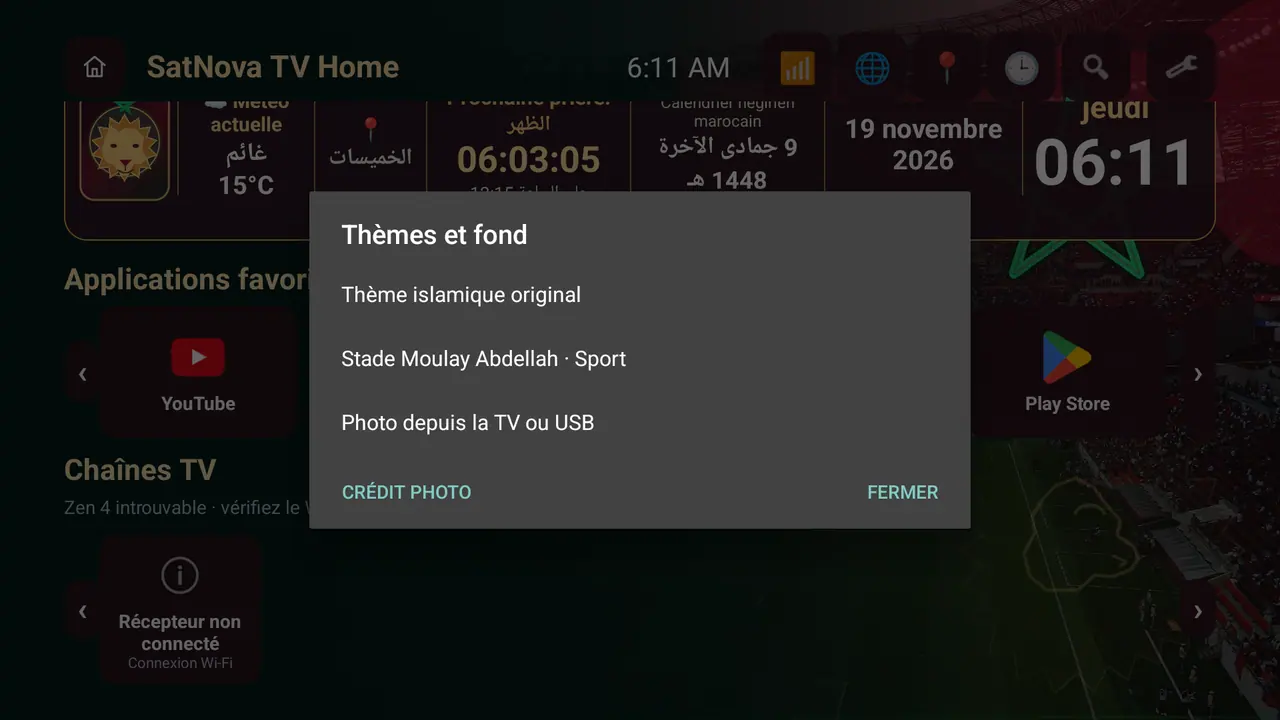 SatNova TV Home
6:11 AM
Météo
actuelle
غائم
15°C
الخميسات
Prochaine prière:
الظهر
06:03:05
Calendrier hégirien
marocain
9 جمادى الآخرة
1448 هـ
19 novembre
2026
jeudi
06:11
Thèmes et fond
Thème islamique original
Stade Moulay Abdellah · Sport
Photo depuis la TV ou USB
CRÉDIT PHOTO
FERMER
Applications favori
YouTube
Play Store
Chaînes TV
Zen 4 introuvable · vérifiez le
Récepteur non
connecté
Connexion Wi-Fi